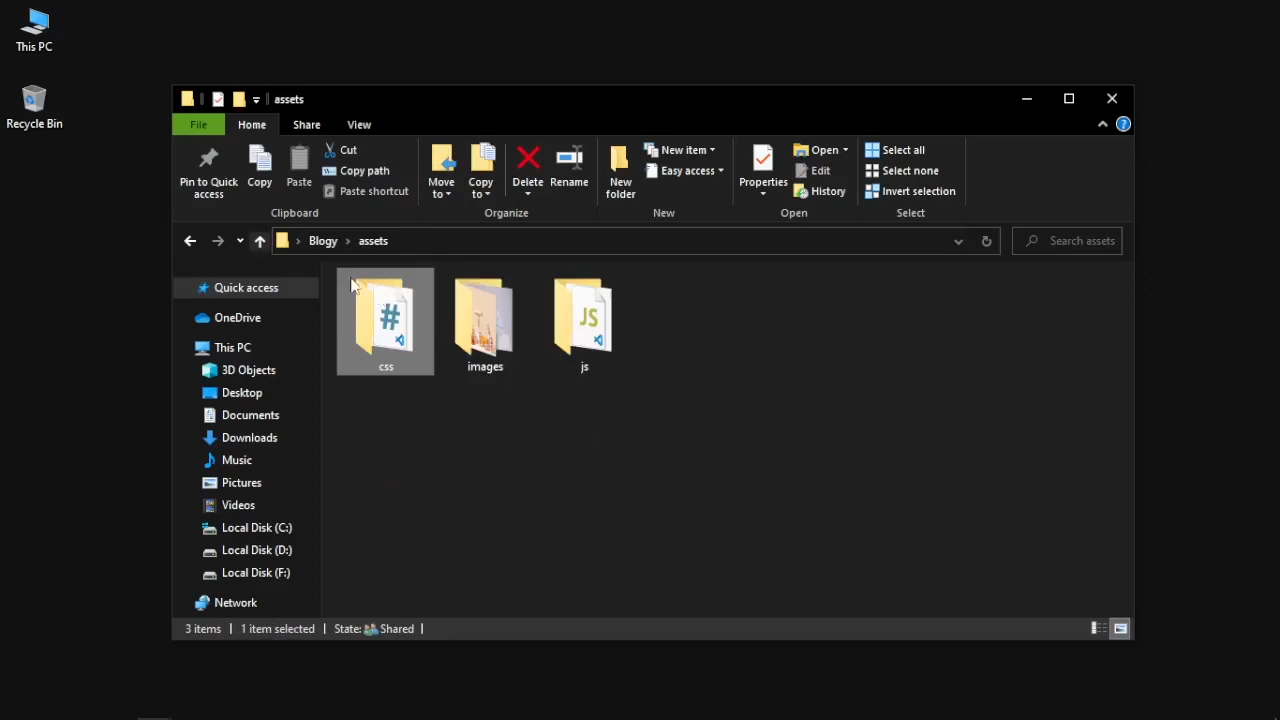 This PC
Recycle Bin
assets
File Home Share View
Pin to Quick access
Copy
Paste
Cut
Copy path
Paste shortcut
Clipboard
Move to
Copy to
Delete
Rename
Organize
New folder
New item
Easy access
New
Properties
Open
Edit
History
Open
Select all
Select none
Invert selection
Select
Blogy › assets
Search assets
Quick access
OneDrive
This PC
3D Objects
Desktop
Documents
Downloads
Music
Pictures
Videos
Local Disk (C:)
Local Disk (D:)
Local Disk (F:)
Network
#
css
images
JS
js
3 items | 1 item selected | State: Shared |